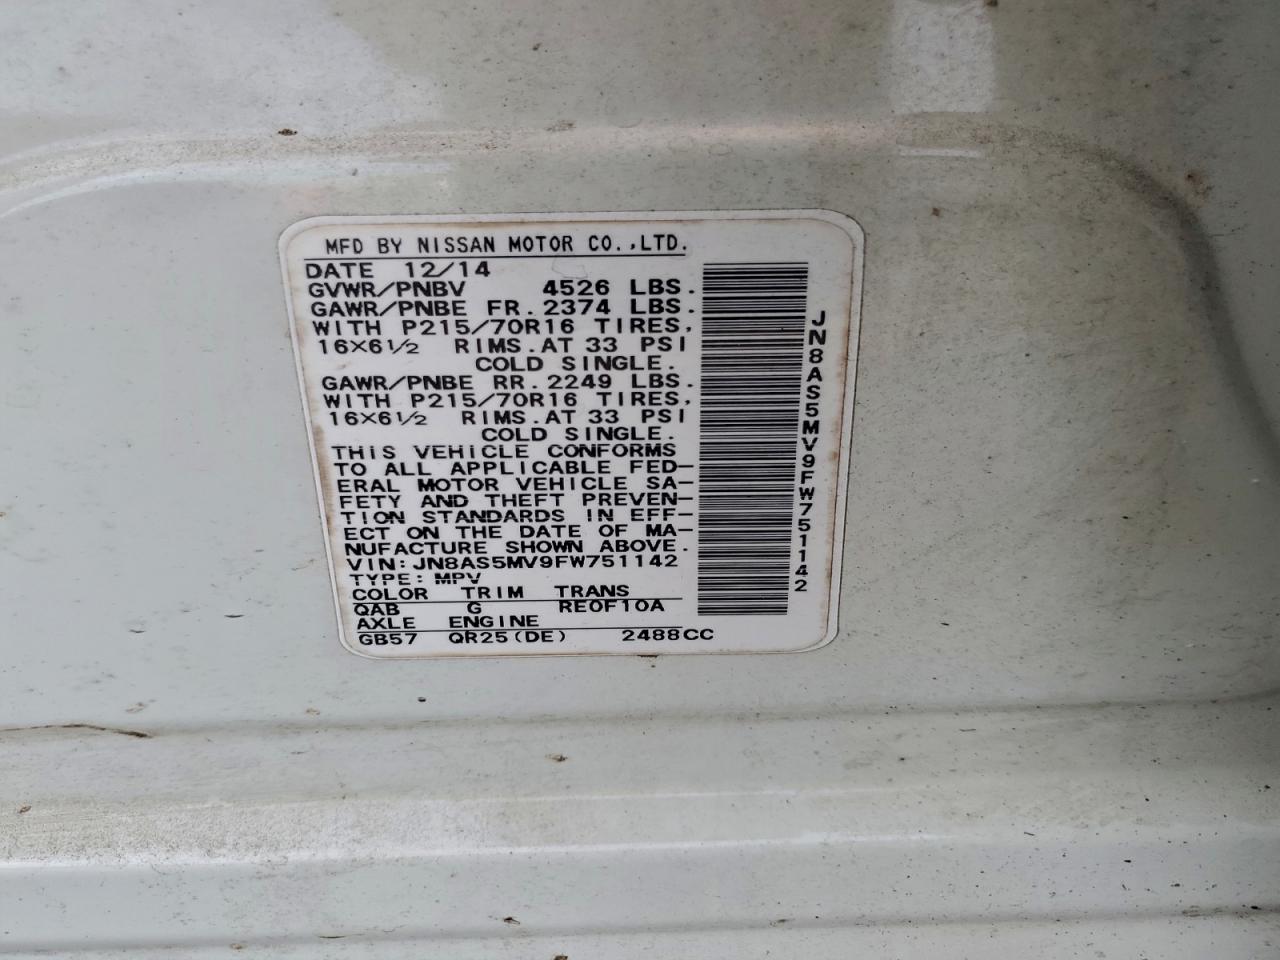 MFD BY NISSAN MOTOR CO.,LTD.
DATE 12/14
GVWR/PNBV 4526 LBS.
GAWR/PNBE FR. 2374 LBS.
WITH P215/70R16 TIRES,
16×6½ RIMS. AT 33 PSI
COLD SINGLE.
GAWR/PNBE RR. 2249 LBS.
WITH P215/70R16 TIRES,
16×6½ RIMS. AT 33 PSI
COLD SINGLE.
THIS VEHICLE CONFORMS
TO ALL APPLICABLE FED–
ERAL MOTOR VEHICLE SA–
FETY AND THEFT PREVEN–
TION STANDARDS IN EFF–
ECT ON THE DATE OF MA–
NUFACTURE SHOWN ABOVE.
VIN: JN8AS5MV9FW751142
TYPE: MPV
COLOR TRIM TRANS
QAB G RE0F10A
AXLE ENGINE
GB57 QR25(DE) 2488CC
JN8AS5MV9FW751142